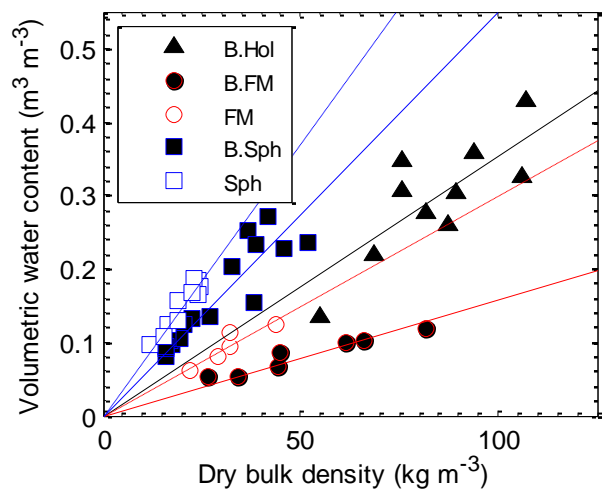 Volumetric water content (m³ m⁻³)
0.5
0.4
0.3
0.2
0.1
0
B.Hol
B.FM
FM
B.Sph
Sph
0
50
100
Dry bulk density (kg m⁻³)